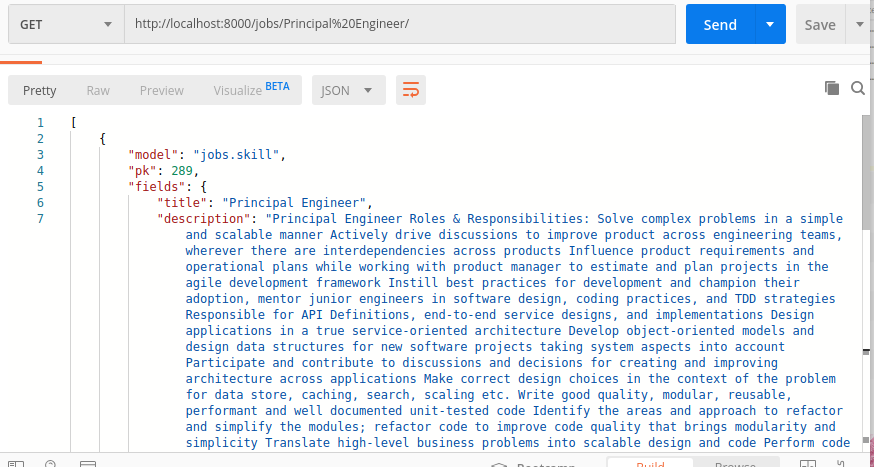 GET http://localhost:8000/jobs/Principal%20Engineer/ Send Save
Pretty Raw Preview Visualize BETA JSON
1 [
2 {
3 "model": "jobs.skill",
4 "pk": 289,
5 "fields": {
6 "title": "Principal Engineer",
7 "description": "Principal Engineer Roles & Responsibilities: Solve complex problems in a simple
and scalable manner Actively drive discussions to improve product across engineering teams,
wherever there are interdependencies across products Influence product requirements and
operational plans while working with product manager to estimate and plan projects in the
agile development framework Instill best practices for development and champion their
adoption, mentor junior engineers in software design, coding practices, and TDD strategies
Responsible for API Definitions, end-to-end service designs, and implementations Design
applications in a true service-oriented architecture Develop object-oriented models and
design data structures for new software projects taking system aspects into account
Participate and contribute to discussions and decisions for creating and improving
architecture across applications Make correct design choices in the context of the problem
for data store, caching, search, scaling etc. Write good quality, modular, reusable,
performant and well documented unit-tested code Identify the areas and approach to refactor
and simplify the modules; refactor code to improve code quality that brings modularity and
simplicity Translate high-level business problems into scalable design and code Perform code
Bootcamp Build Browse